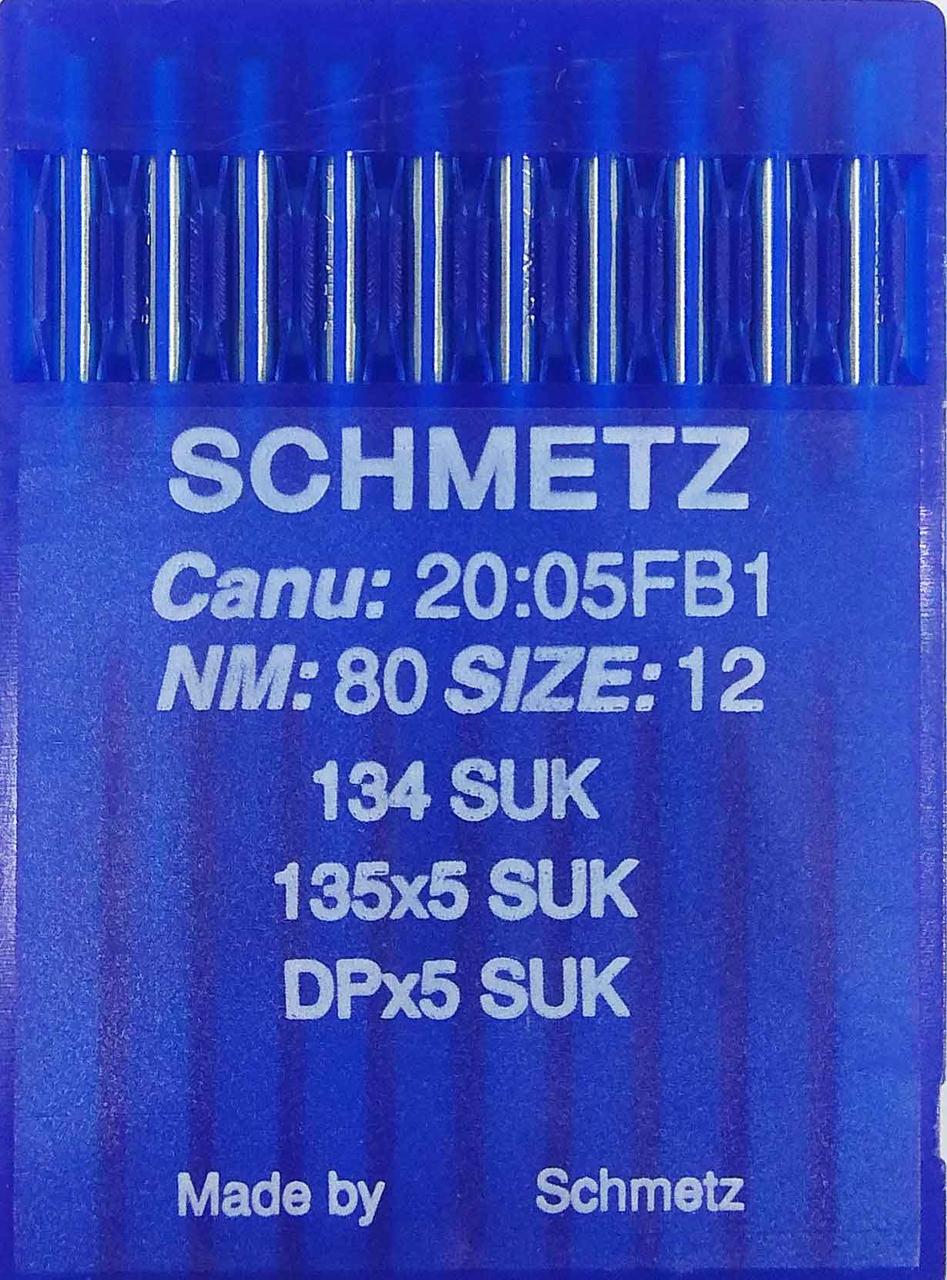 SCHMETZ
Canu: 20:05FB1
NM: 80 SIZE: 12
134 SUK
135x5 SUK
DPx5 SUK
Made by Schmetz